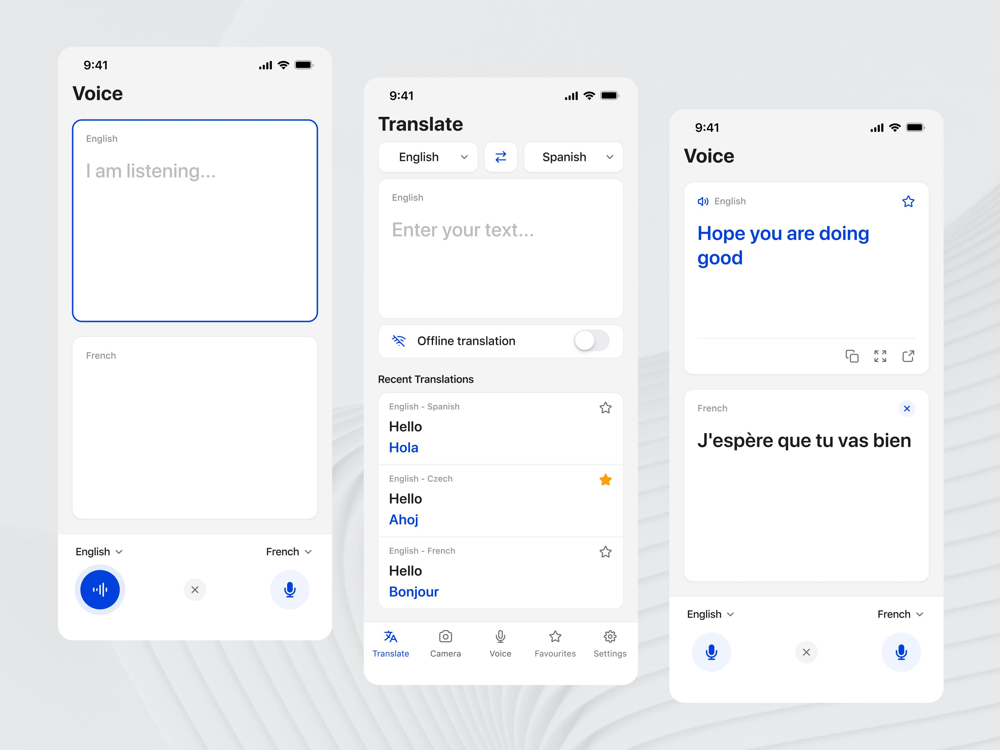 9:41
Voice
English
I am listening...
French
English
French
9:41
Translate
English
Spanish
English
Enter your text...
Offline translation
Recent Translations
English - Spanish
Hello
Hola
English - Czech
Hello
Ahoj
English - French
Hello
Bonjour
Translate
Camera
Voice
Favourites
Settings
9:41
Voice
English
Hope you are doing
good
French
J'espère que tu vas bien
English
French